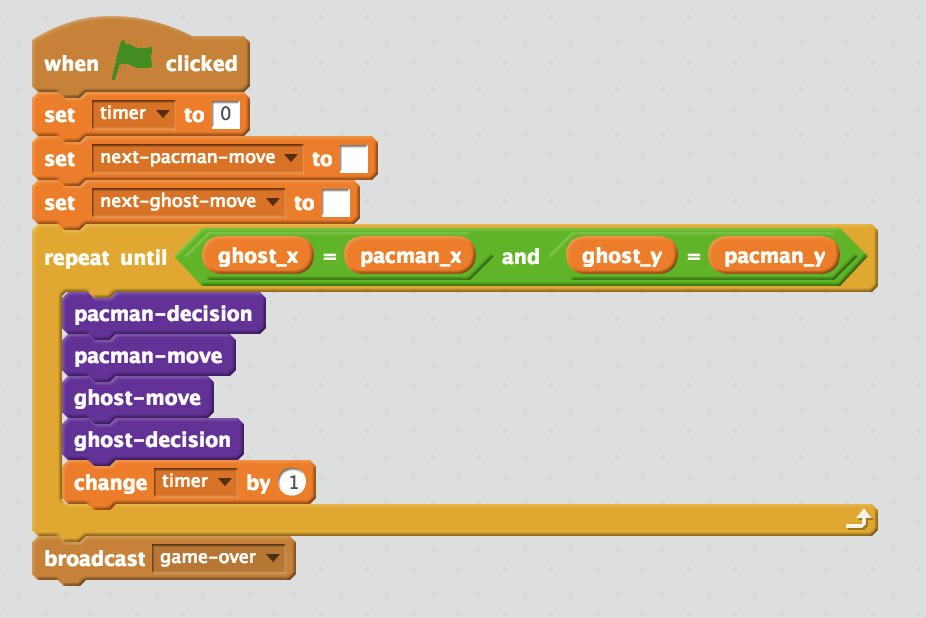 when clicked
set timer to 0
set next-pacman-move to
set next-ghost-move to
repeat until ghost_x = pacman_x and ghost_y = pacman_y
pacman-decision
pacman-move
ghost-move
ghost-decision
change timer by 1
broadcast game-over